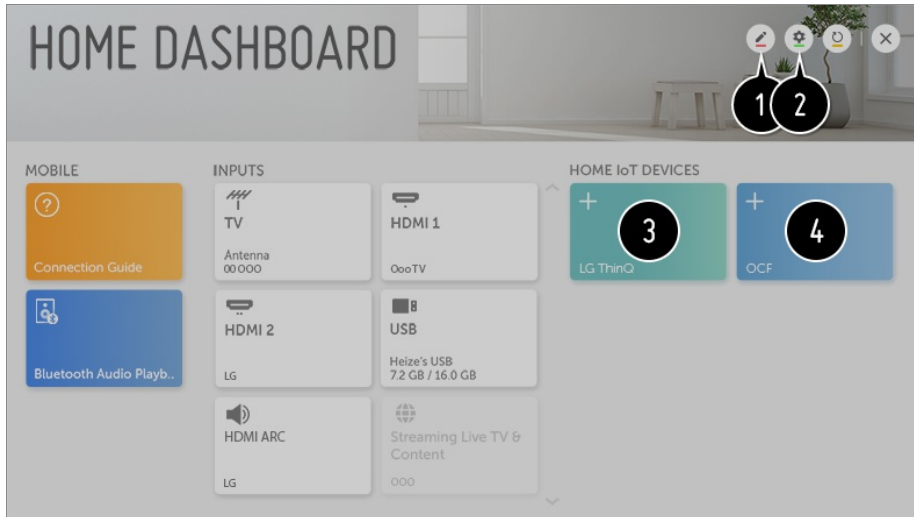 HOME DASHBOARD
1 2
MOBILE
Connection Guide
Bluetooth Audio Playb..
INPUTS
TV
Antenna
00000
HDMI 1
OooTV
HDMI 2
LG
8
USB
Heize's USB
7.2 GB / 16.0 GB
HDMI ARC
LG
Streaming Live TV &
Content
000
HOME IoT DEVICES
3
LG ThinQ
4
OCF